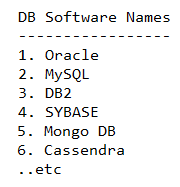 DB Software Names
-----------------
1. Oracle
2. MySQL
3. DB2
4. SYBASE
5. Mongo DB
6. Cassendra
..etc